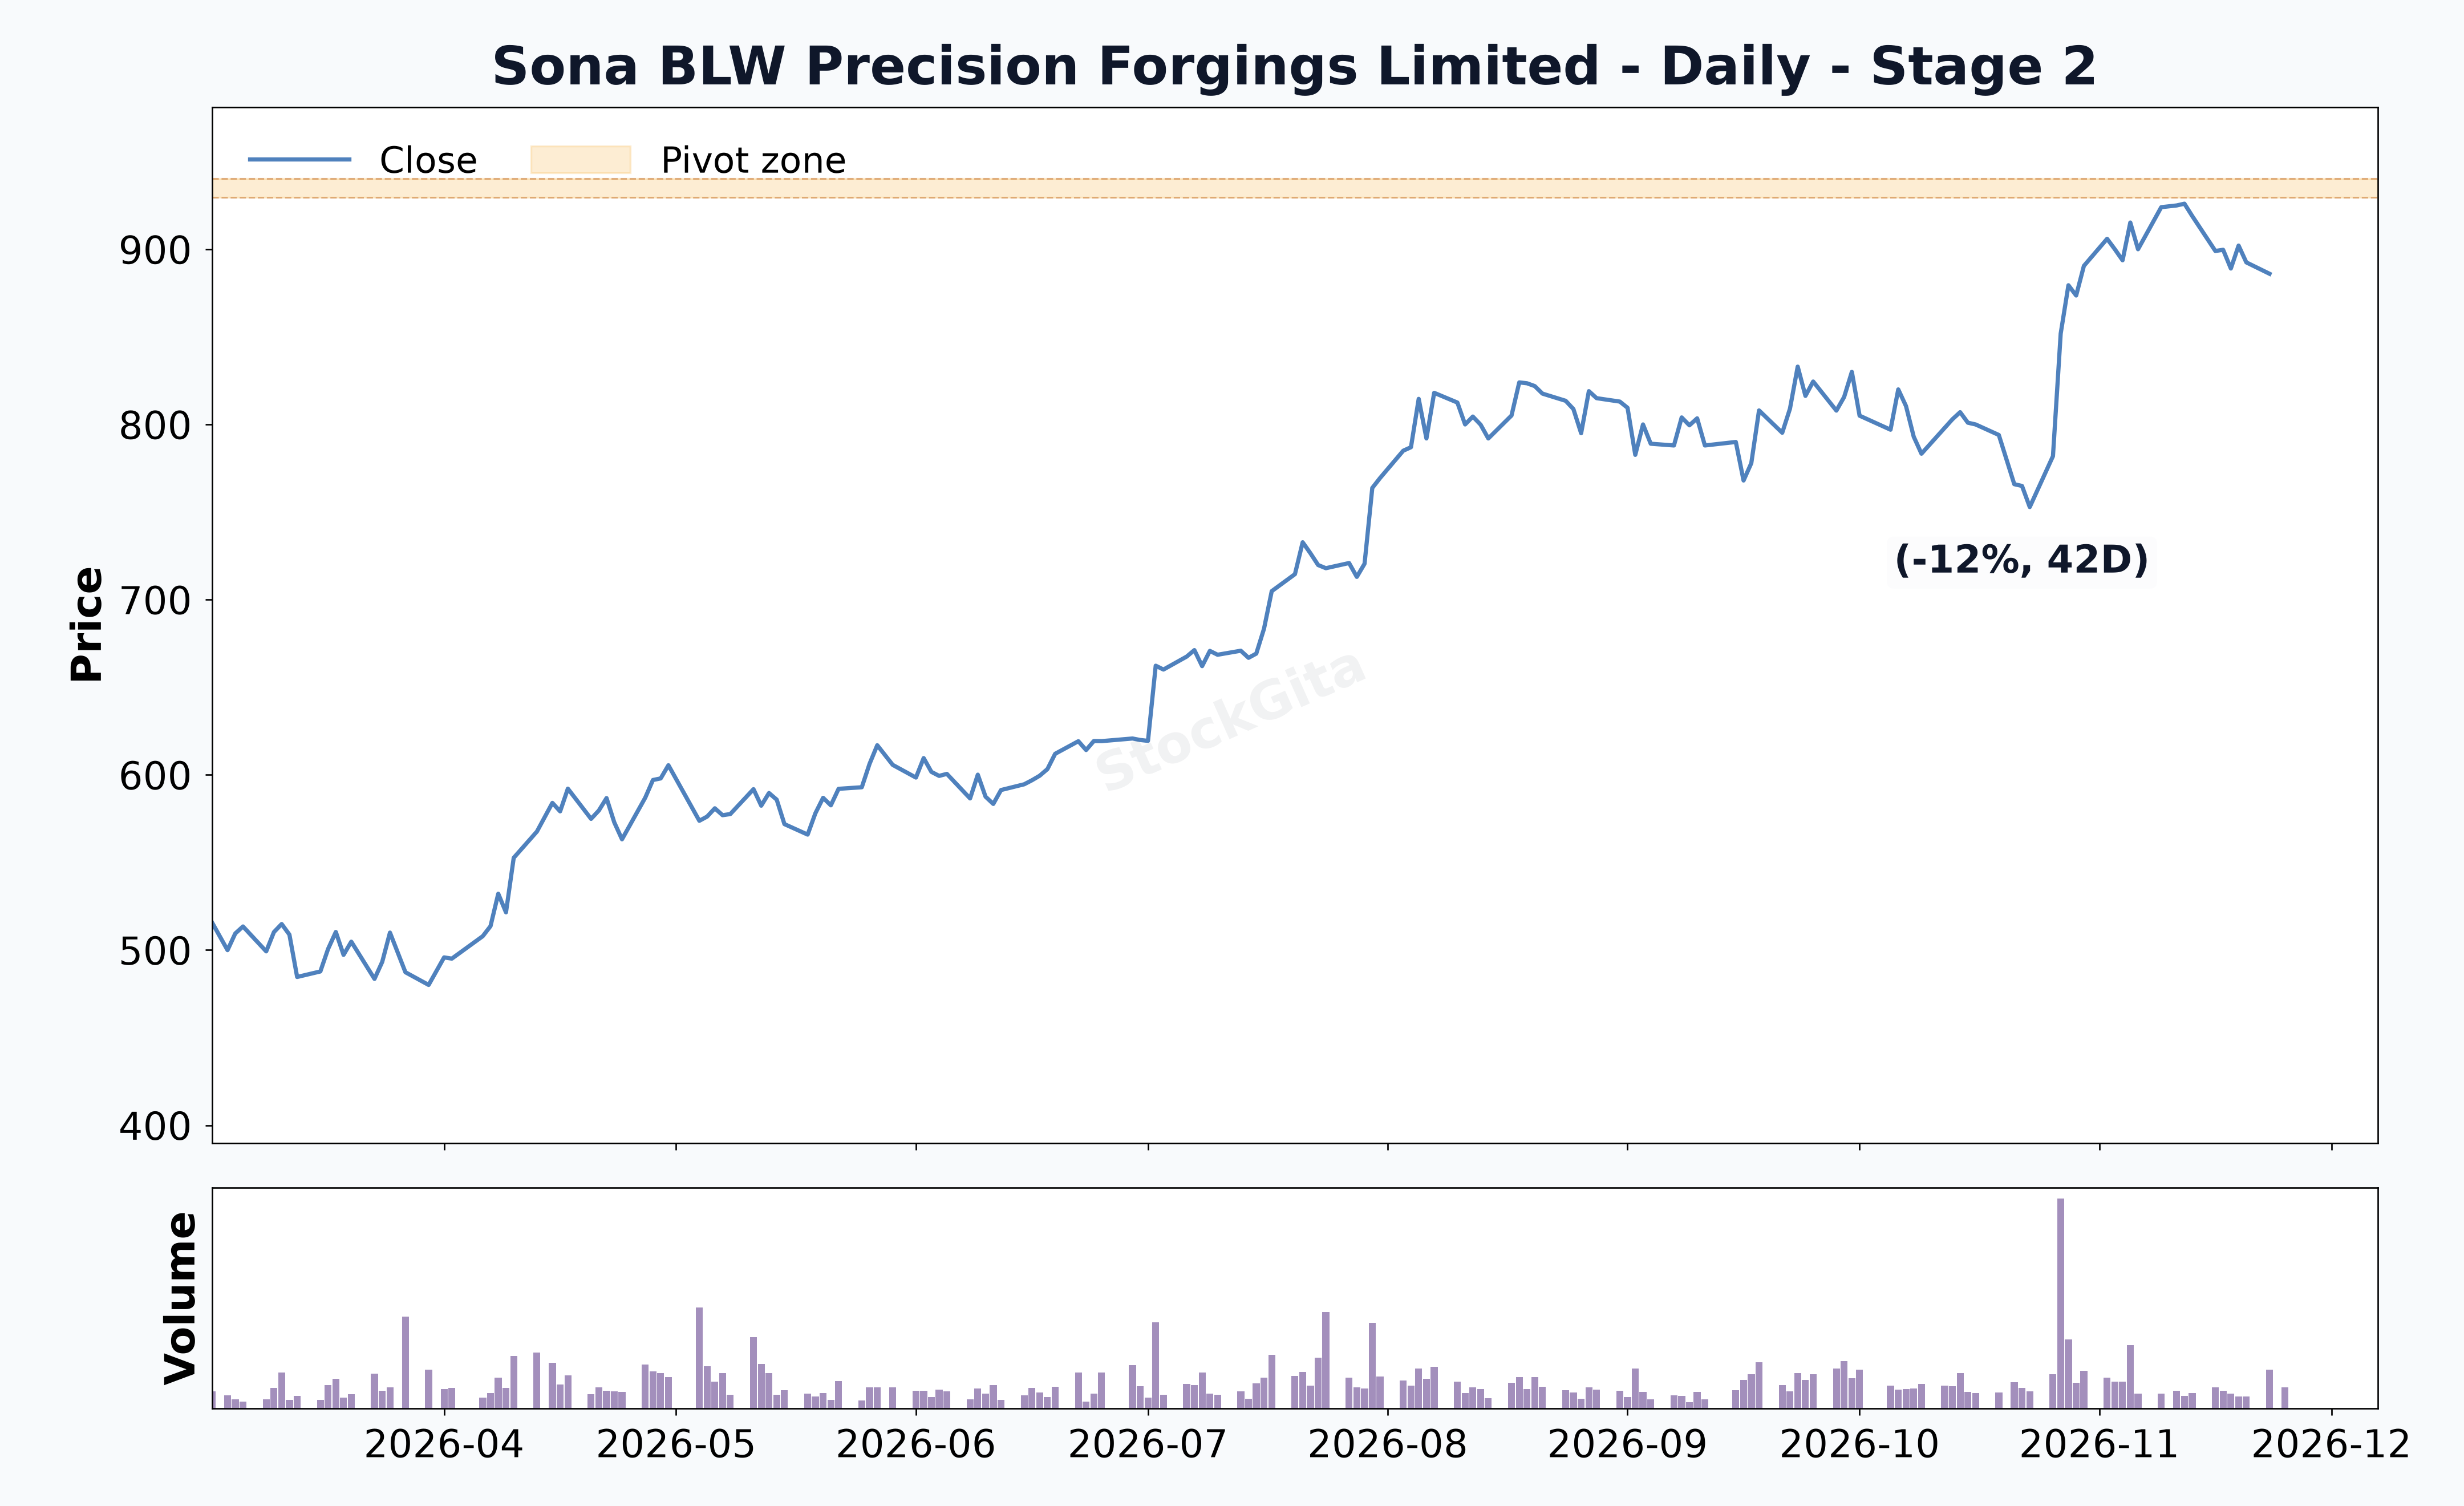 Sona BLW Precision Forgings Limited - Daily - Stage 2
Close
Pivot zone
900
800
700
600
500
400
Price
(-12%, 42D)
StockGita
Volume
2026-04
2026-05
2026-06
2026-07
2026-08
2026-09
2026-10
2026-11
2026-12